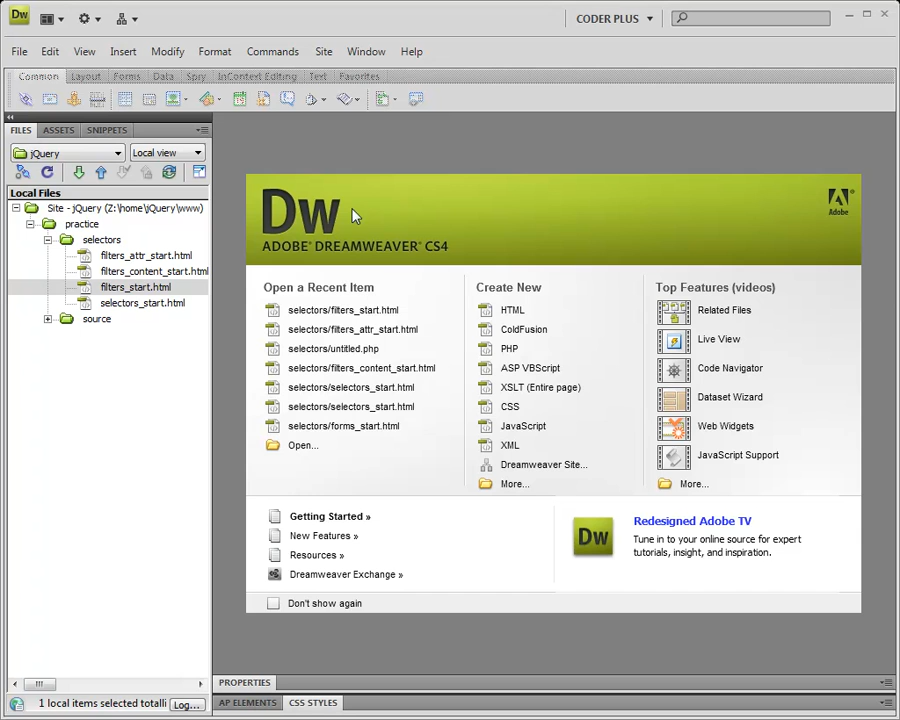 Dw
CODER PLUS
File Edit View Insert Modify Format Commands Site Window Help
Common Layout Forms Data Spry InContext Editing Text Favorites
FILES ASSETS SNIPPETS
jQuery Local view
Local Files
Site - jQuery (Z:\home\jQuery\www)
practice
selectors
filters_attr_start.html
filters_content_start.html
filters_start.html
selectors_start.html
source
Dw
ADOBE® DREAMWEAVER® CS4
Adobe
Open a Recent Item
selectors/filters_start.html
selectors/filters_attr_start.html
selectors/untitled.php
selectors/filters_content_start.html
selectors/selectors_start.html
selectors/selectors_start.html
selectors/forms_start.html
Open...
Create New
HTML
ColdFusion
PHP
ASP VBScript
XSLT (Entire page)
CSS
JavaScript
XML
Dreamweaver Site...
More...
Top Features (videos)
Related Files
Live View
Code Navigator
Dataset Wizard
Web Widgets
JavaScript Support
More...
Getting Started »
New Features »
Resources »
Dreamweaver Exchange »
Dw
Redesigned Adobe TV
Tune in to your online source for expert
tutorials, insight, and inspiration.
Don't show again
PROPERTIES
AP ELEMENTS CSS STYLES
1 local items selected totalli Log...